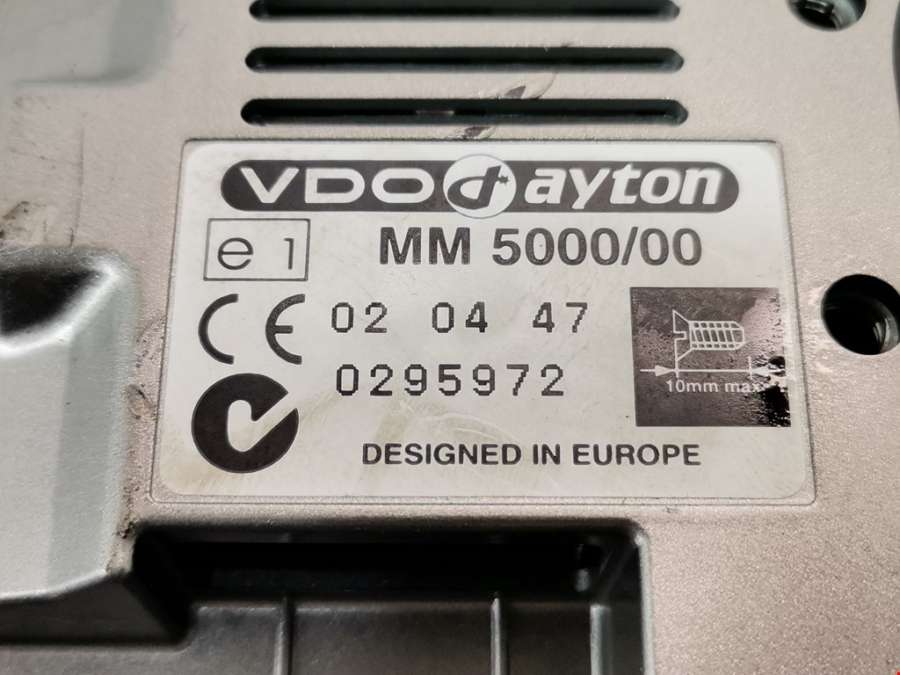 VDO dayton
e 1
MM 5000/00
CE
02 04 47
0295972
10mm max
DESIGNED IN EUROPE